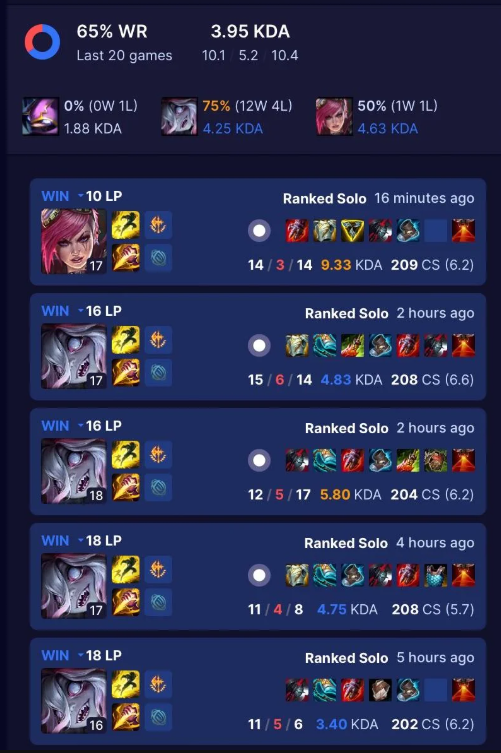 65% WR
3.95 KDA
Last 20 games
10.1 / 5.2 / 10.4
0% (0W 1L)
1.88 KDA
75% (12W 4L)
4.25 KDA
50% (1W 1L)
4.63 KDA
WIN 10 LP
Ranked Solo 16 minutes ago
17
14 / 3 / 14 9.33 KDA 209 CS (6.2)
WIN 16 LP
Ranked Solo 2 hours ago
17
15 / 6 / 14 4.83 KDA 208 CS (6.6)
WIN 16 LP
Ranked Solo 2 hours ago
18
12 / 5 / 17 5.80 KDA 204 CS (6.2)
WIN 18 LP
Ranked Solo 4 hours ago
17
11 / 4 / 8 4.75 KDA 208 CS (5.7)
WIN 18 LP
Ranked Solo 5 hours ago
16
11 / 5 / 6 3.40 KDA 202 CS (6.2)